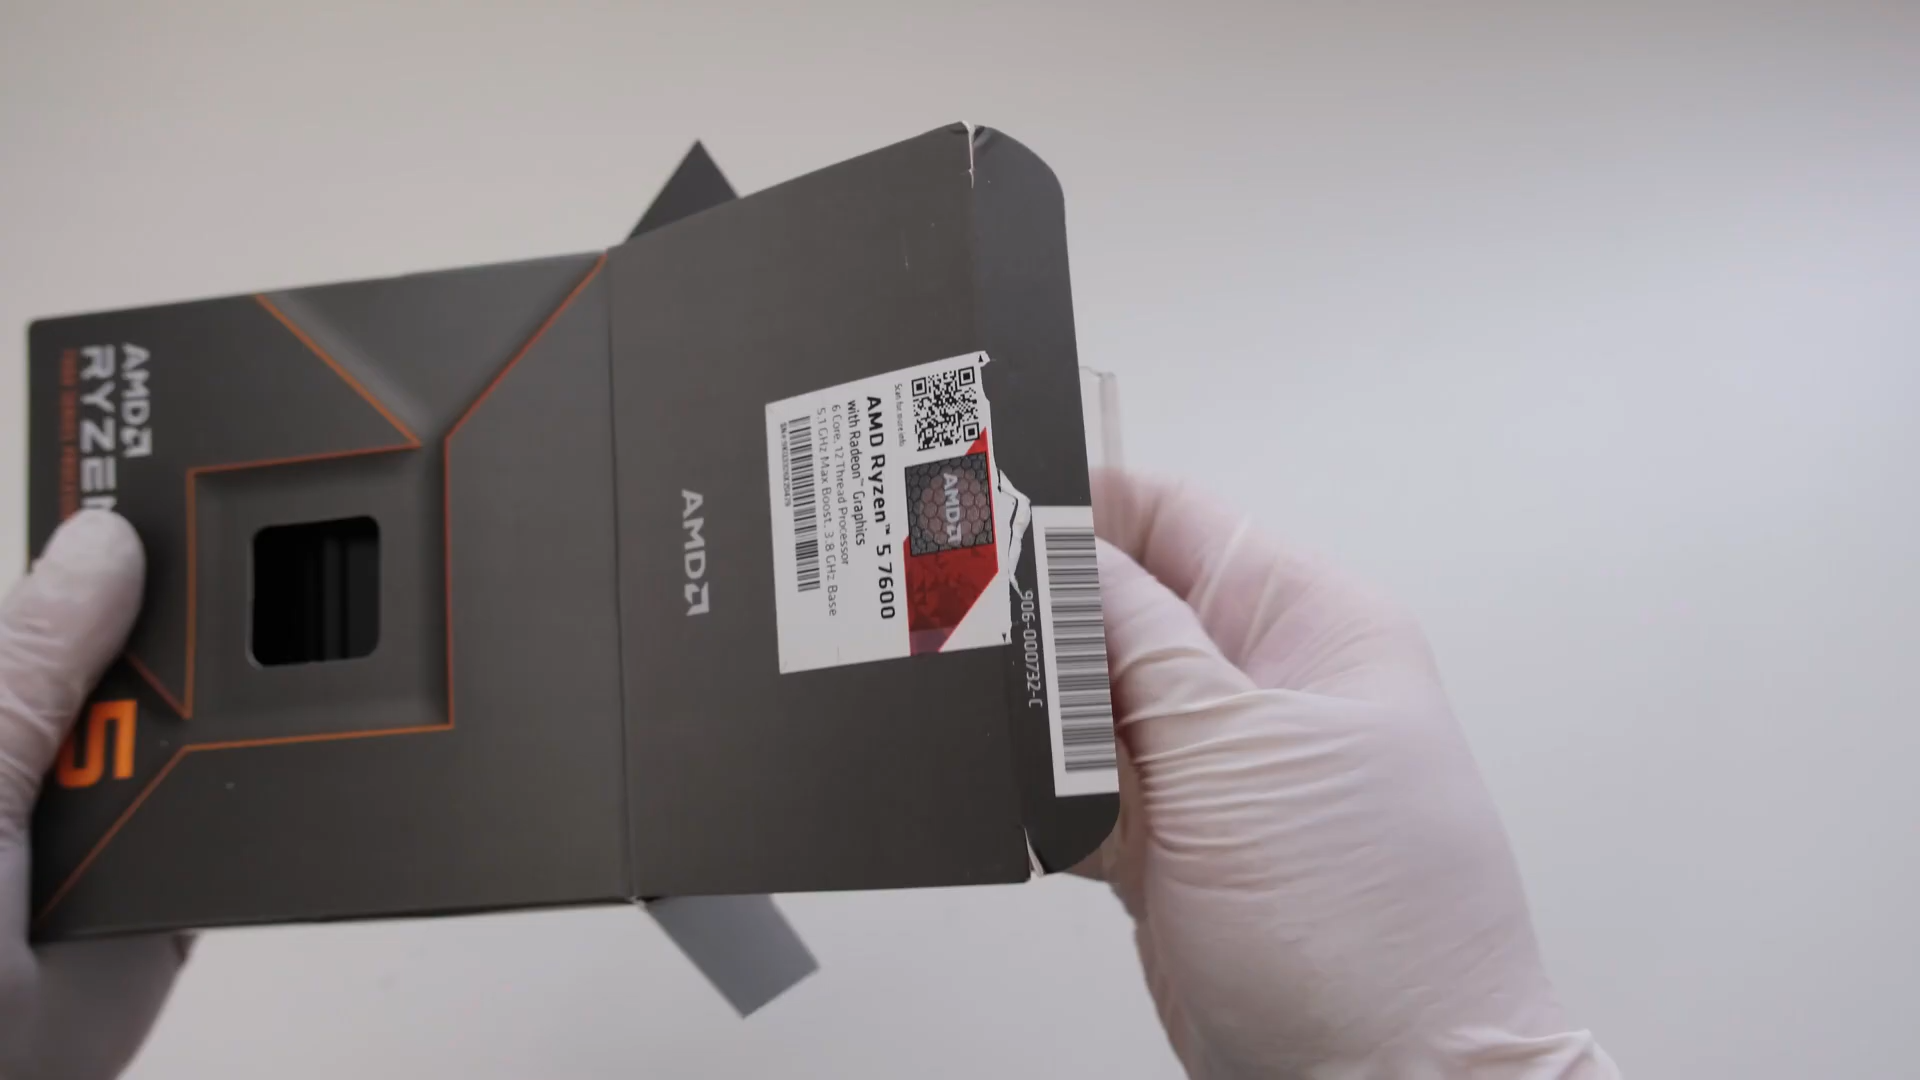 AMD
RYZEN
5
AMD
Scan for more info
AMD Ryzen™ 5 7600
with Radeon™ Graphics
6 Core, 12 Thread Processor
5.1 GHz Max Boost, 3.8 GHz Base
AMD
906-000732-C